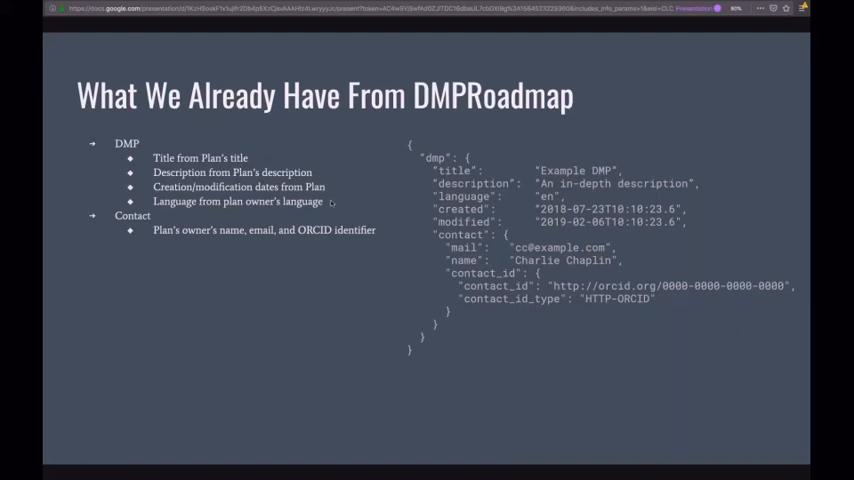 Presentation
90%
What We Already Have From DMPRoadmap
DMP
Title from Plan's title
Description from Plan's description
Creation/modification dates from Plan
Language from plan owner's language
Contact
Plan's owner's name, email, and ORCID identifier
{
"dmp": {
"title": "Example DMP",
"description": "An in-depth description",
"language": "en",
"created": "2018-07-23T10:10:23.6",
"modified": "2019-02-06T10:10:23.6",
"contact": {
"mail": "cc@example.com",
"name": "Charlie Chaplin",
"contact_id": {
"contact_id": "http://orcid.org/0000-0000-0000-0000",
"contact_id_type": "HTTP-ORCID"
}
}
}
}